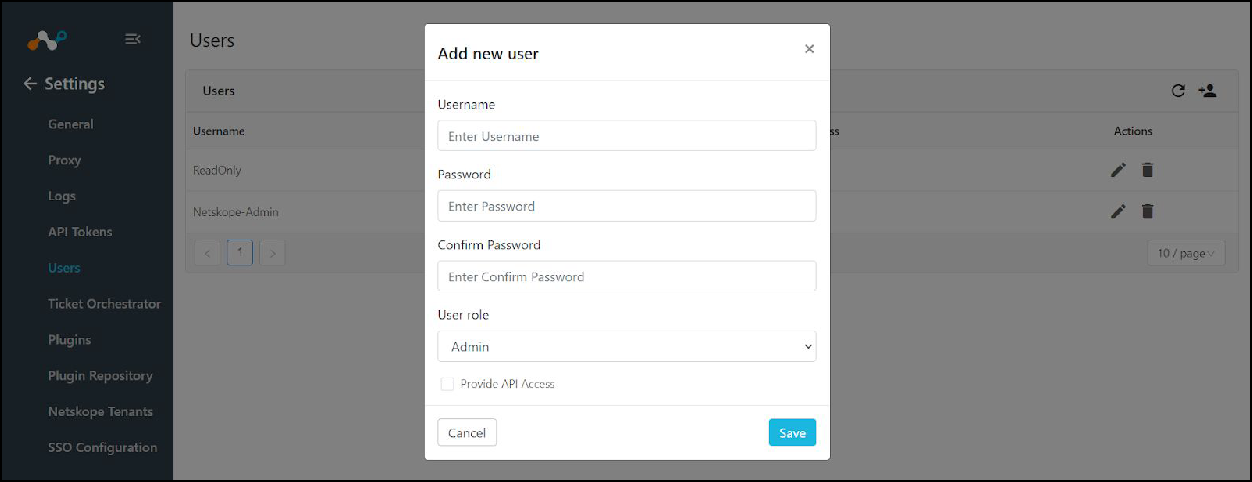 Settings
General
Proxy
Logs
API Tokens
Users
Ticket Orchestrator
Plugins
Plugin Repository
Netskope Tenants
SSO Configuration
Users
Users
Username
Actions
ReadOnly
Netskope-Admin
< 1 >
10 / page
Add new user
×
Username
Enter Username
Password
Enter Password
Confirm Password
Enter Confirm Password
User role
Admin
Provide API Access
Cancel Save